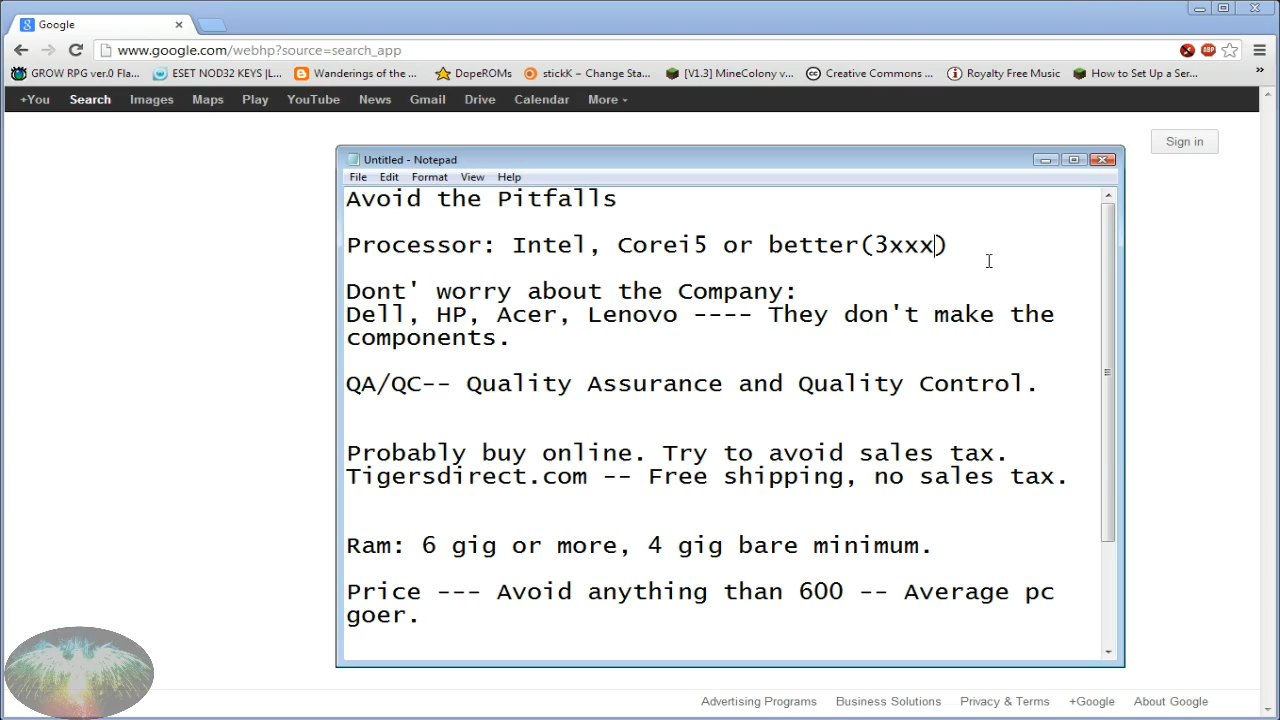 Google
www.google.com/webhp?source=search_app
ABP
GROW RPG ver.0 Fla...
ESET NOD32 KEYS |L...
Wanderings of the ...
DopeROMs
stickK – Change Sta...
[V1.3] MineColony v...
Creative Commons ...
Royalty Free Music
How to Set Up a Ser...
»
+You Search Images Maps Play YouTube News Gmail Drive Calendar More
Sign in
Untitled - Notepad
File Edit Format View Help
Avoid the Pitfalls
Processor: Intel, Corei5 or better(3xxx)
Dont' worry about the Company:
Dell, HP, Acer, Lenovo ---- They don't make the
components.
QA/QC-- Quality Assurance and Quality Control.
Probably buy online. Try to avoid sales tax.
Tigersdirect.com -- Free shipping, no sales tax.
Ram: 6 gig or more, 4 gig bare minimum.
Price --- Avoid anything than 600 -- Average pc
goer.
Advertising Programs Business Solutions Privacy & Terms +Google About Google